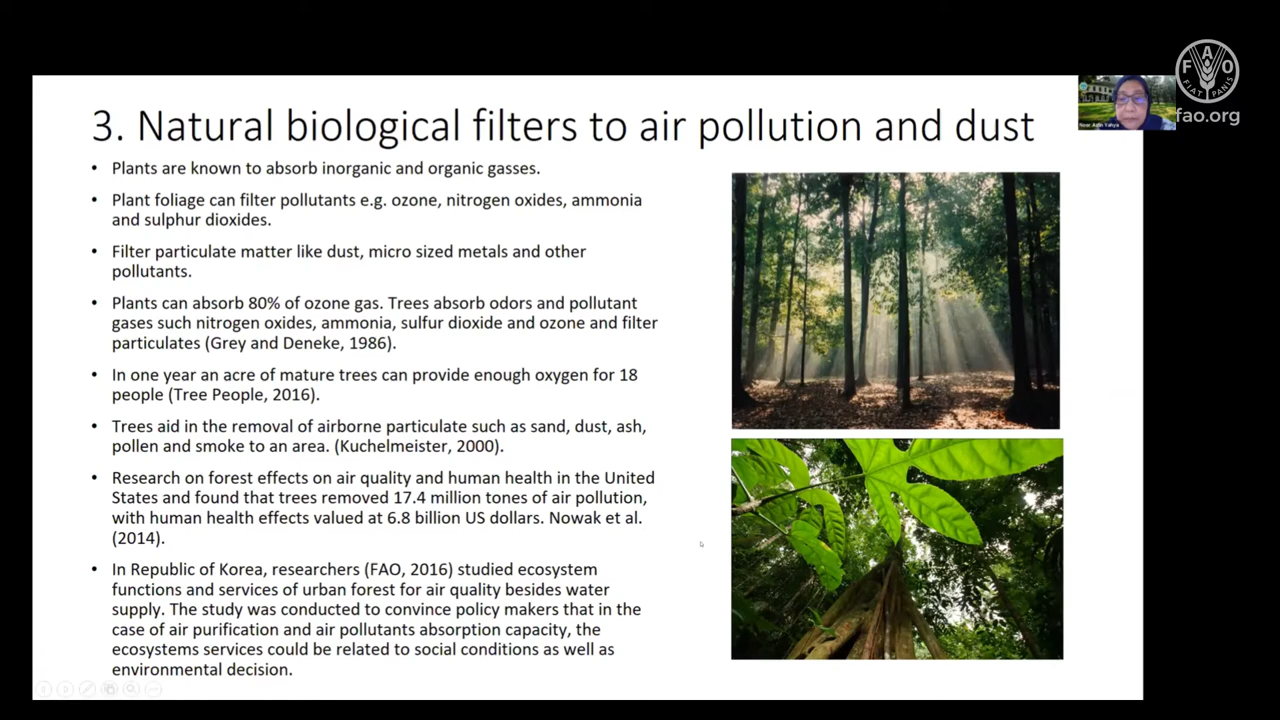 3. Natural biological filters to air pollution and dust
• Plants are known to absorb inorganic and organic gasses.
• Plant foliage can filter pollutants e.g. ozone, nitrogen oxides, ammonia
and sulphur dioxides.
• Filter particulate matter like dust, micro sized metals and other
pollutants.
• Plants can absorb 80% of ozone gas. Trees absorb odors and pollutant
gases such nitrogen oxides, ammonia, sulfur dioxide and ozone and filter
particulates (Grey and Deneke, 1986).
• In one year an acre of mature trees can provide enough oxygen for 18
people (Tree People, 2016).
• Trees aid in the removal of airborne particulate such as sand, dust, ash,
pollen and smoke to an area. (Kuchelmeister, 2000).
• Research on forest effects on air quality and human health in the United
States and found that trees removed 17.4 million tones of air pollution,
with human health effects valued at 6.8 billion US dollars. Nowak et al.
(2014).
• In Republic of Korea, researchers (FAO, 2016) studied ecosystem
functions and services of urban forest for air quality besides water
supply. The study was conducted to convince policy makers that in the
case of air purification and air pollutants absorption capacity, the
ecosystems services could be related to social conditions as well as
environmental decision.
Noor Azlin Yahya
FAO
FIAT PANIS
fao.org